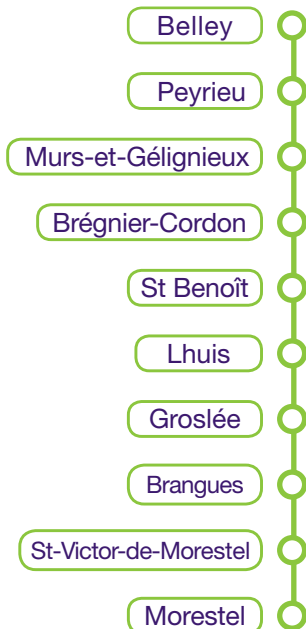 Belley
Peyrieu
Murs-et-Gélignieux
Brégnier-Cordon
St Benoît
Lhuis
Groslée
Brangues
St-Victor-de-Morestel
Morestel